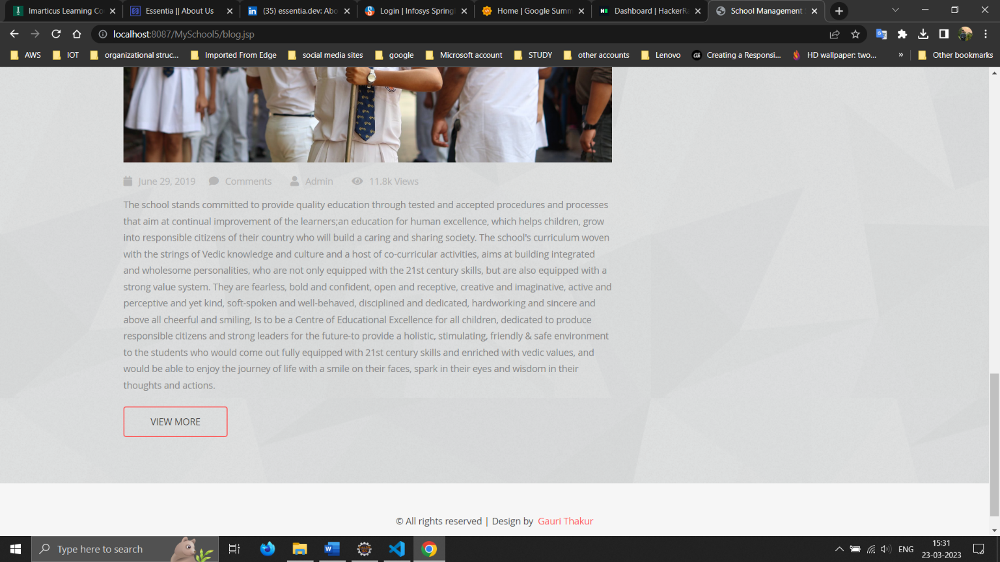 Imarticus Learning Co
Essentia || About Us
(35) essentia.dev: Abo
Login | Infosys Spring
Home | Google Summ
Dashboard | HackerRa
School Management
localhost:8087/MySchool5/blog.jsp
AWS
IOT
organizational struc...
Imported From Edge
social media sites
google
Microsoft account
STUDY
other accounts
Lenovo
Creating a Responsi...
HD wallpaper: two...
»
Other bookmarks
June 29, 2019 Comments Admin 11.8k Views
The school stands committed to provide quality education through tested and accepted procedures and processes
that aim at continual improvement of the learners;an education for human excellence, which helps children, grow
into responsible citizens of their country who will build a caring and sharing society. The school's curriculum woven
with the strings of Vedic knowledge and culture and a host of co-curricular activities, aims at building integrated
and wholesome personalities, who are not only equipped with the 21st century skills, but are also equipped with a
strong value system. They are fearless, bold and confident, open and receptive, creative and imaginative, active and
perceptive and yet kind, soft-spoken and well-behaved, disciplined and dedicated, hardworking and sincere and
above all cheerful and smiling, Is to be a Centre of Educational Excellence for all children, dedicated to produce
responsible citizens and strong leaders for the future-to provide a holistic, stimulating, friendly & safe environment
to the students who would come out fully equipped with 21st century skills and enriched with vedic values, and
would be able to enjoy the journey of life with a smile on their faces, spark in their eyes and wisdom in their
thoughts and actions.
VIEW MORE
© All rights reserved | Design by Gauri Thakur
Type here to search
ENG
15:31
23-03-2023